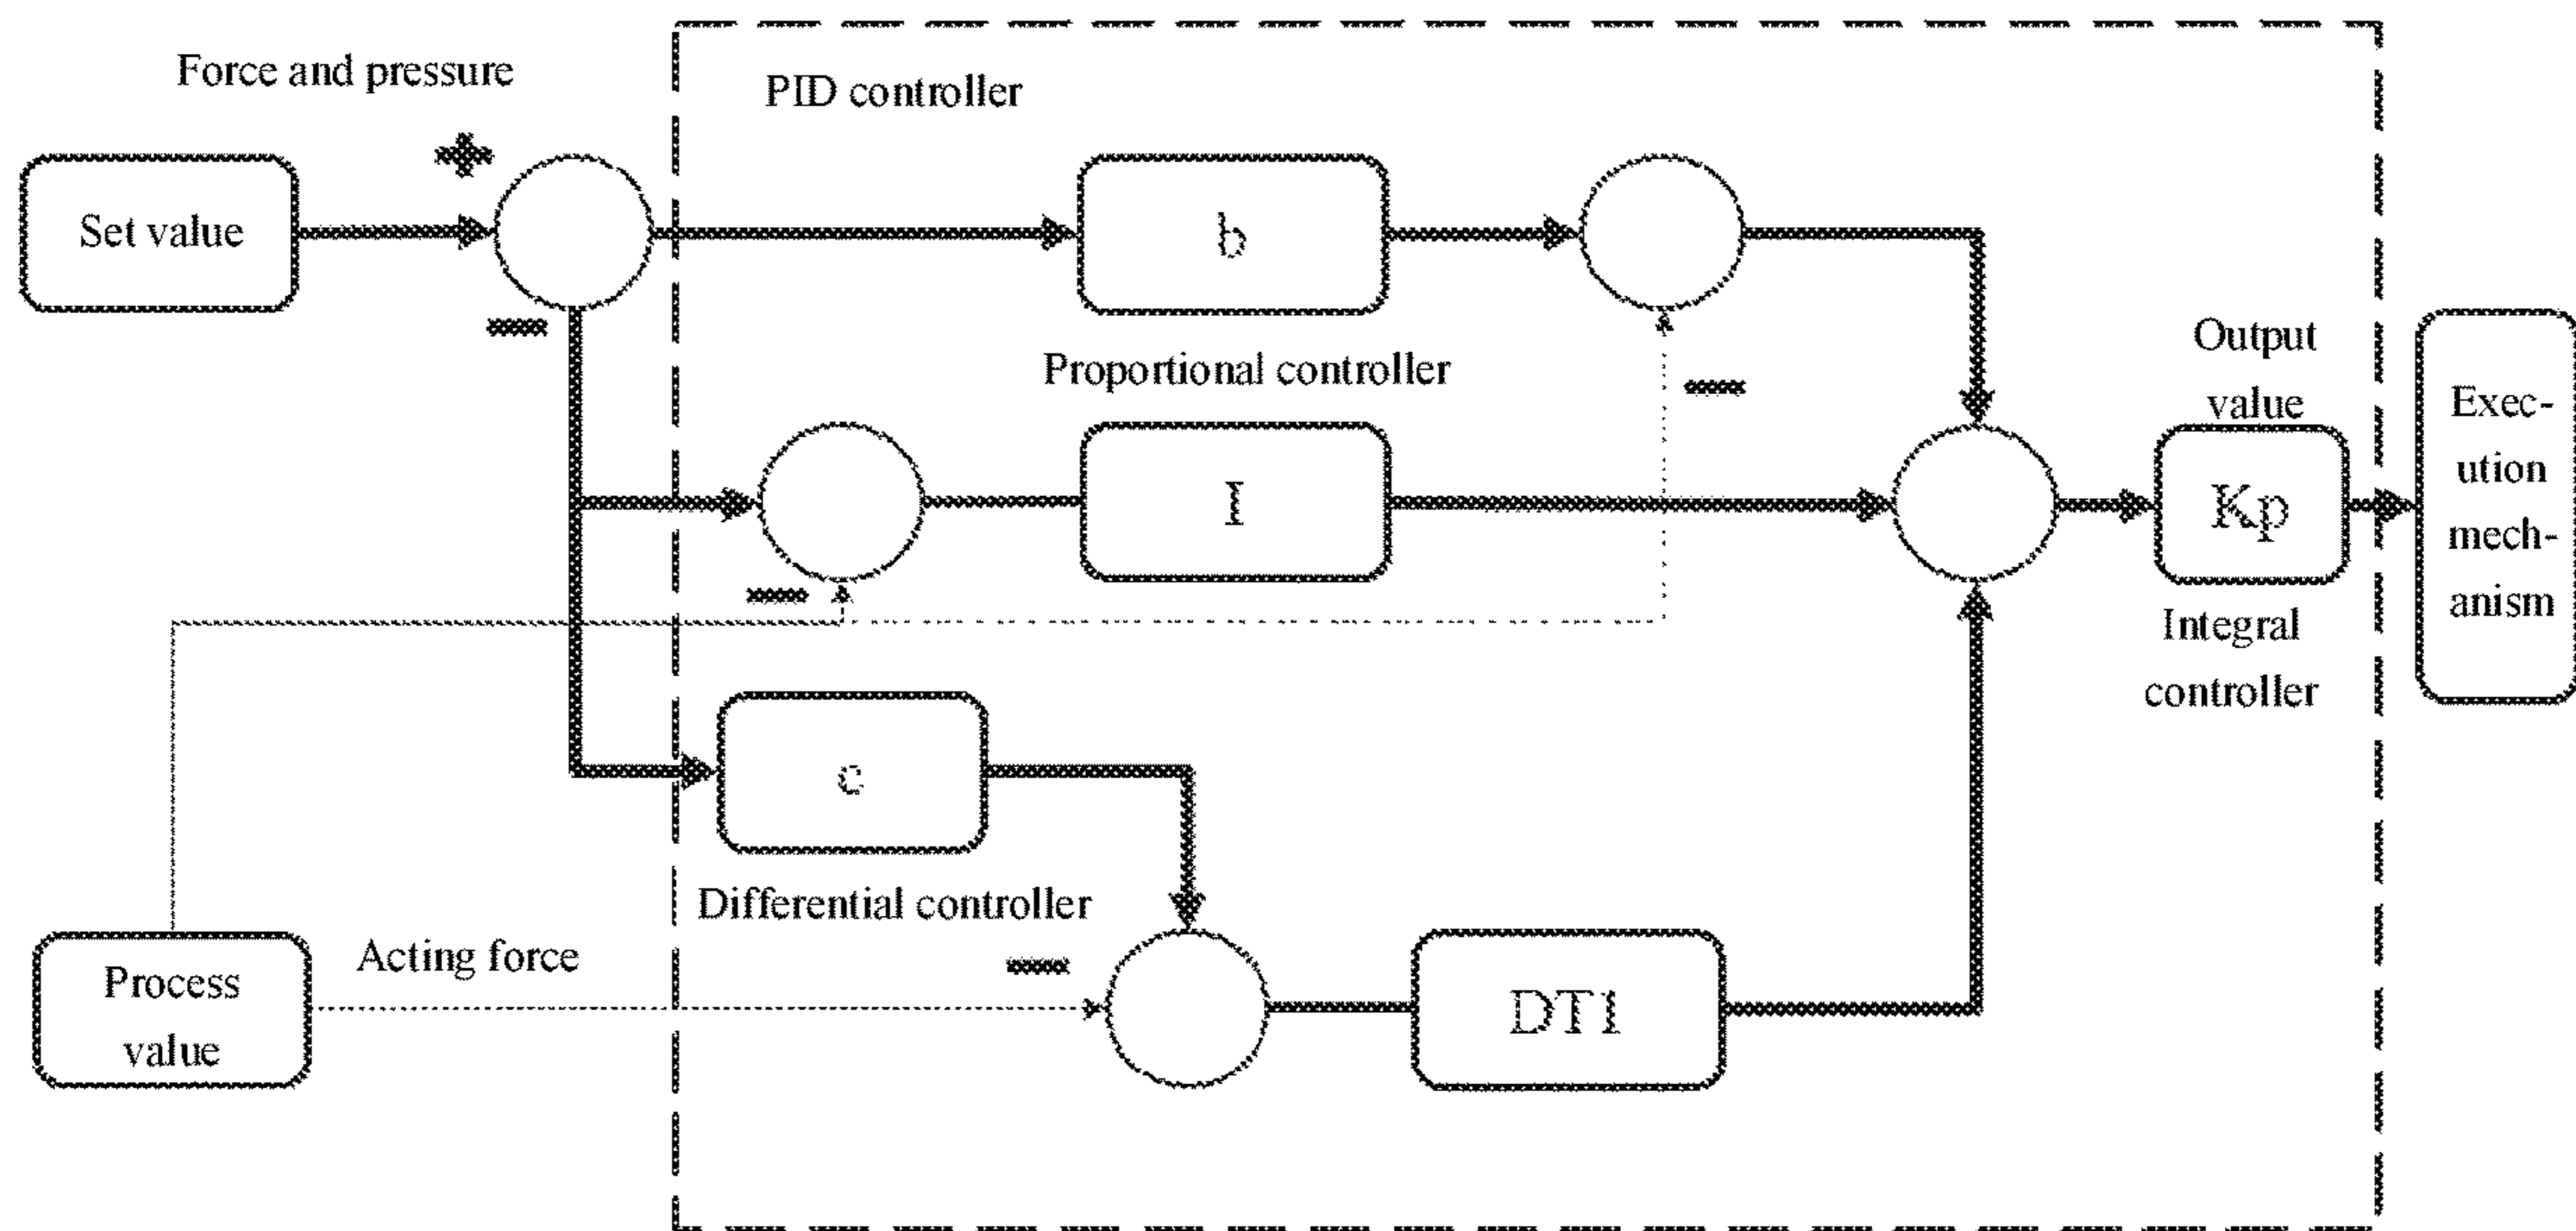 Force and pressure
PID controller
Set value
b
Proportional controller
I
Output
value
Kp
Integral
controller
Exec-
ution
mech-
anism
c
Differential controller
Process
value
Acting force
DT1